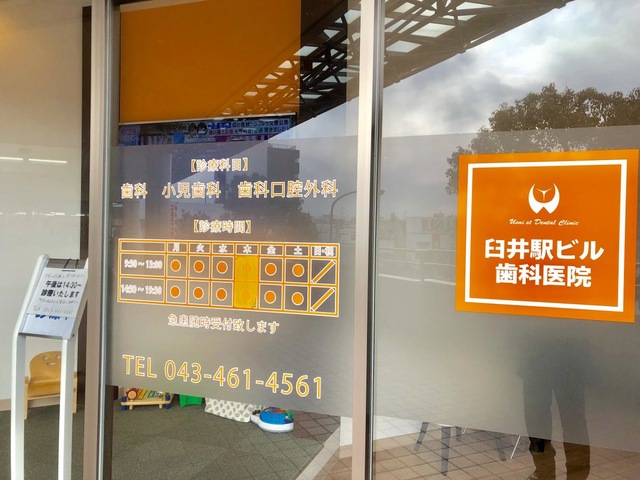 【診療科目】
歯科 小児歯科 歯科口腔外科
【診療時間】
月 火 水 木 金 土 日・祝
9:30～13:00 ● ● ● ● ● ／
14:30～19:30 ● ● ● ● ● ／
急患随時受付致します
TEL 043-461-4561
午後は14:30~
診療いたします
Usui st Dental Clinic
臼井駅ビル
歯科医院